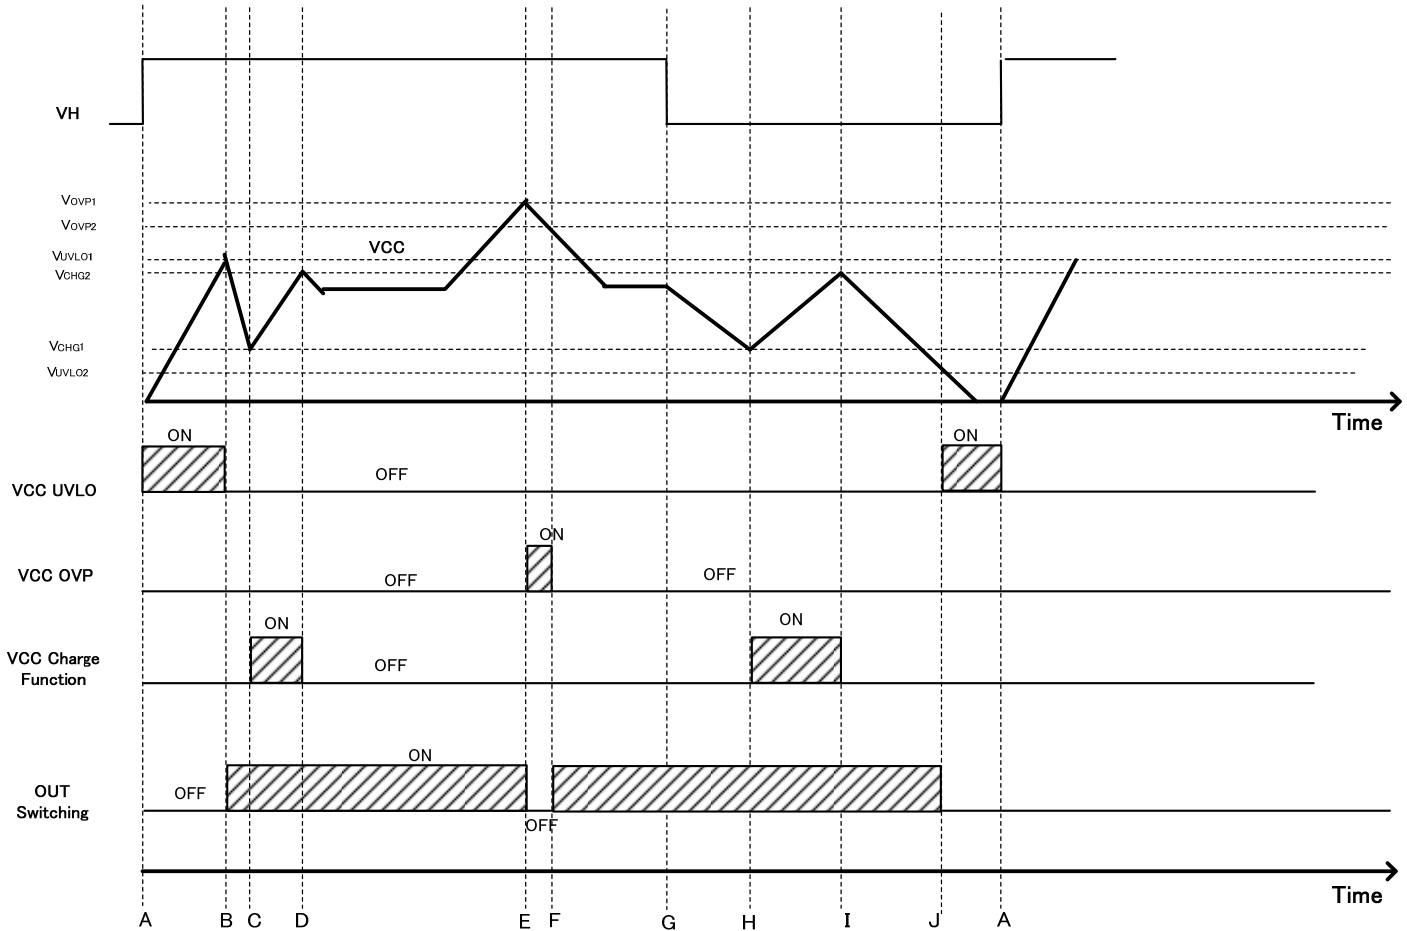 VH
VOVP1
VOVP2
VUVLO1
VCC
VCHG2
VCHG1
VUVLO2
Time
ON
ON
OFF
VCC UVLO
ON
VCC OVP
OFF
OFF
ON
ON
VCC Charge
Function
OFF
ON
OUT
Switching
OFF
OFF
Time
A B C D E F G H I J A